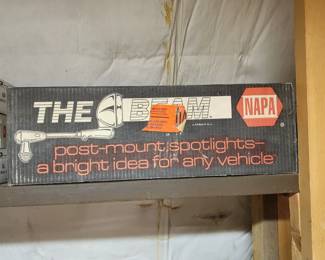 THE BEAM.
NAPA
®
post-mount spotlights—
a bright idea for any vehicle